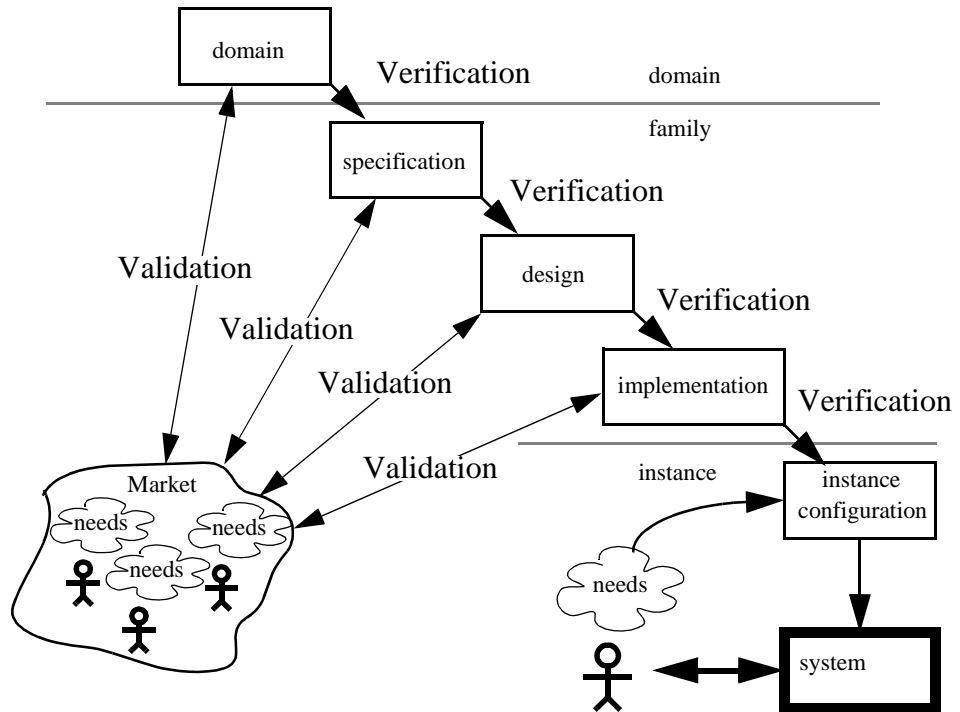 domain
Verification
domain
family
specification
Verification
Validation
design
Verification
Validation
Validation
implementation
Verification
Validation
instance
Market
instance
configuration
needs
needs
needs
needs
system